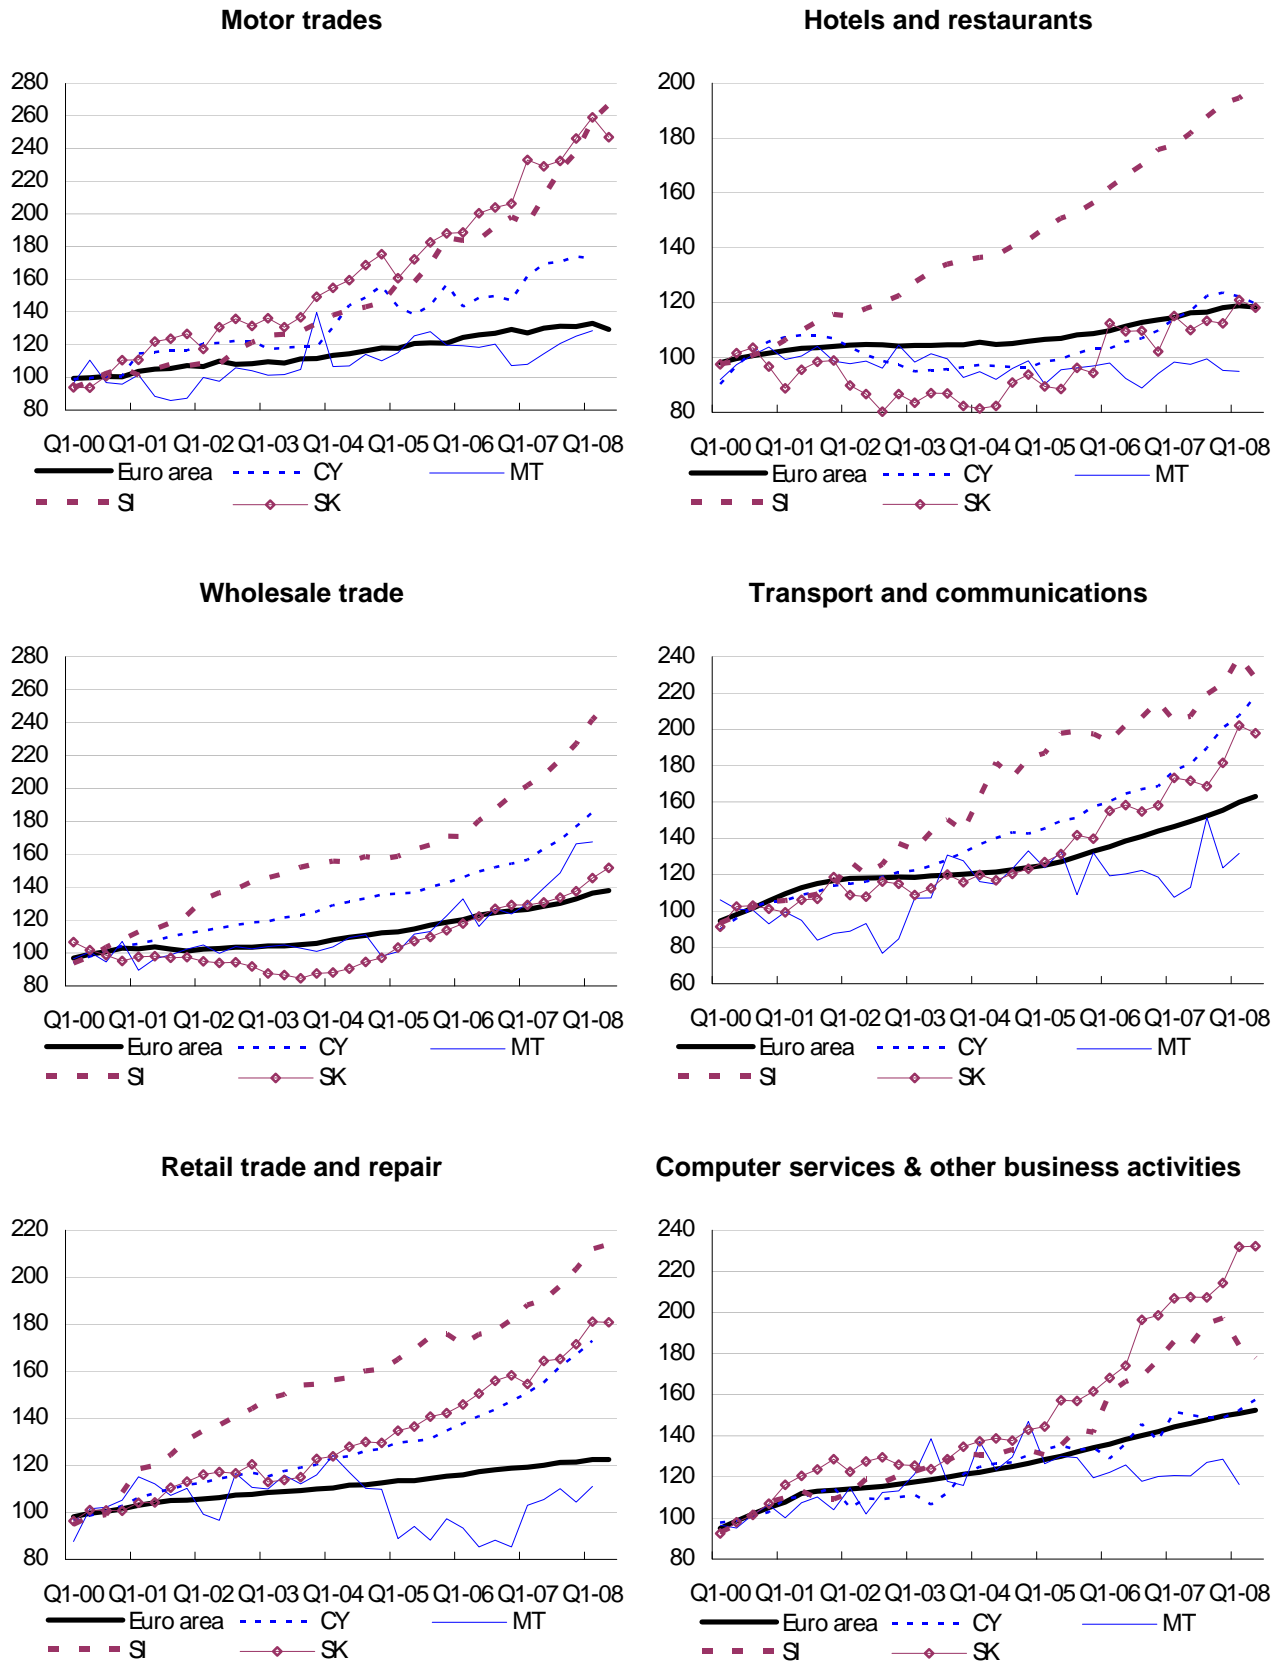 Motor trades
280
260
240
220
200
180
160
140
120
100
80
Q1-00 Q1-01 Q1-02 Q1-03 Q1-04 Q1-05 Q1-06 Q1-07 Q1-08
Euro area CY MT
SI SK
Hotels and restaurants
200
180
160
140
120
100
80
Q1-00 Q1-01 Q1-02 Q1-03 Q1-04 Q1-05 Q1-06 Q1-07 Q1-08
Euro area CY MT
SI SK
Wholesale trade
280
260
240
220
200
180
160
140
120
100
80
Q1-00 Q1-01 Q1-02 Q1-03 Q1-04 Q1-05 Q1-06 Q1-07 Q1-08
Euro area CY MT
SI SK
Transport and communications
240
220
200
180
160
140
120
100
80
60
Q1-00 Q1-01 Q1-02 Q1-03 Q1-04 Q1-05 Q1-06 Q1-07 Q1-08
Euro area CY MT
SI SK
Retail trade and repair
220
200
180
160
140
120
100
80
Q1-00 Q1-01 Q1-02 Q1-03 Q1-04 Q1-05 Q1-06 Q1-07 Q1-08
Euro area CY MT
SI SK
Computer services & other business activities
240
220
200
180
160
140
120
100
80
Q1-00 Q1-01 Q1-02 Q1-03 Q1-04 Q1-05 Q1-06 Q1-07 Q1-08
Euro area CY MT
SI SK